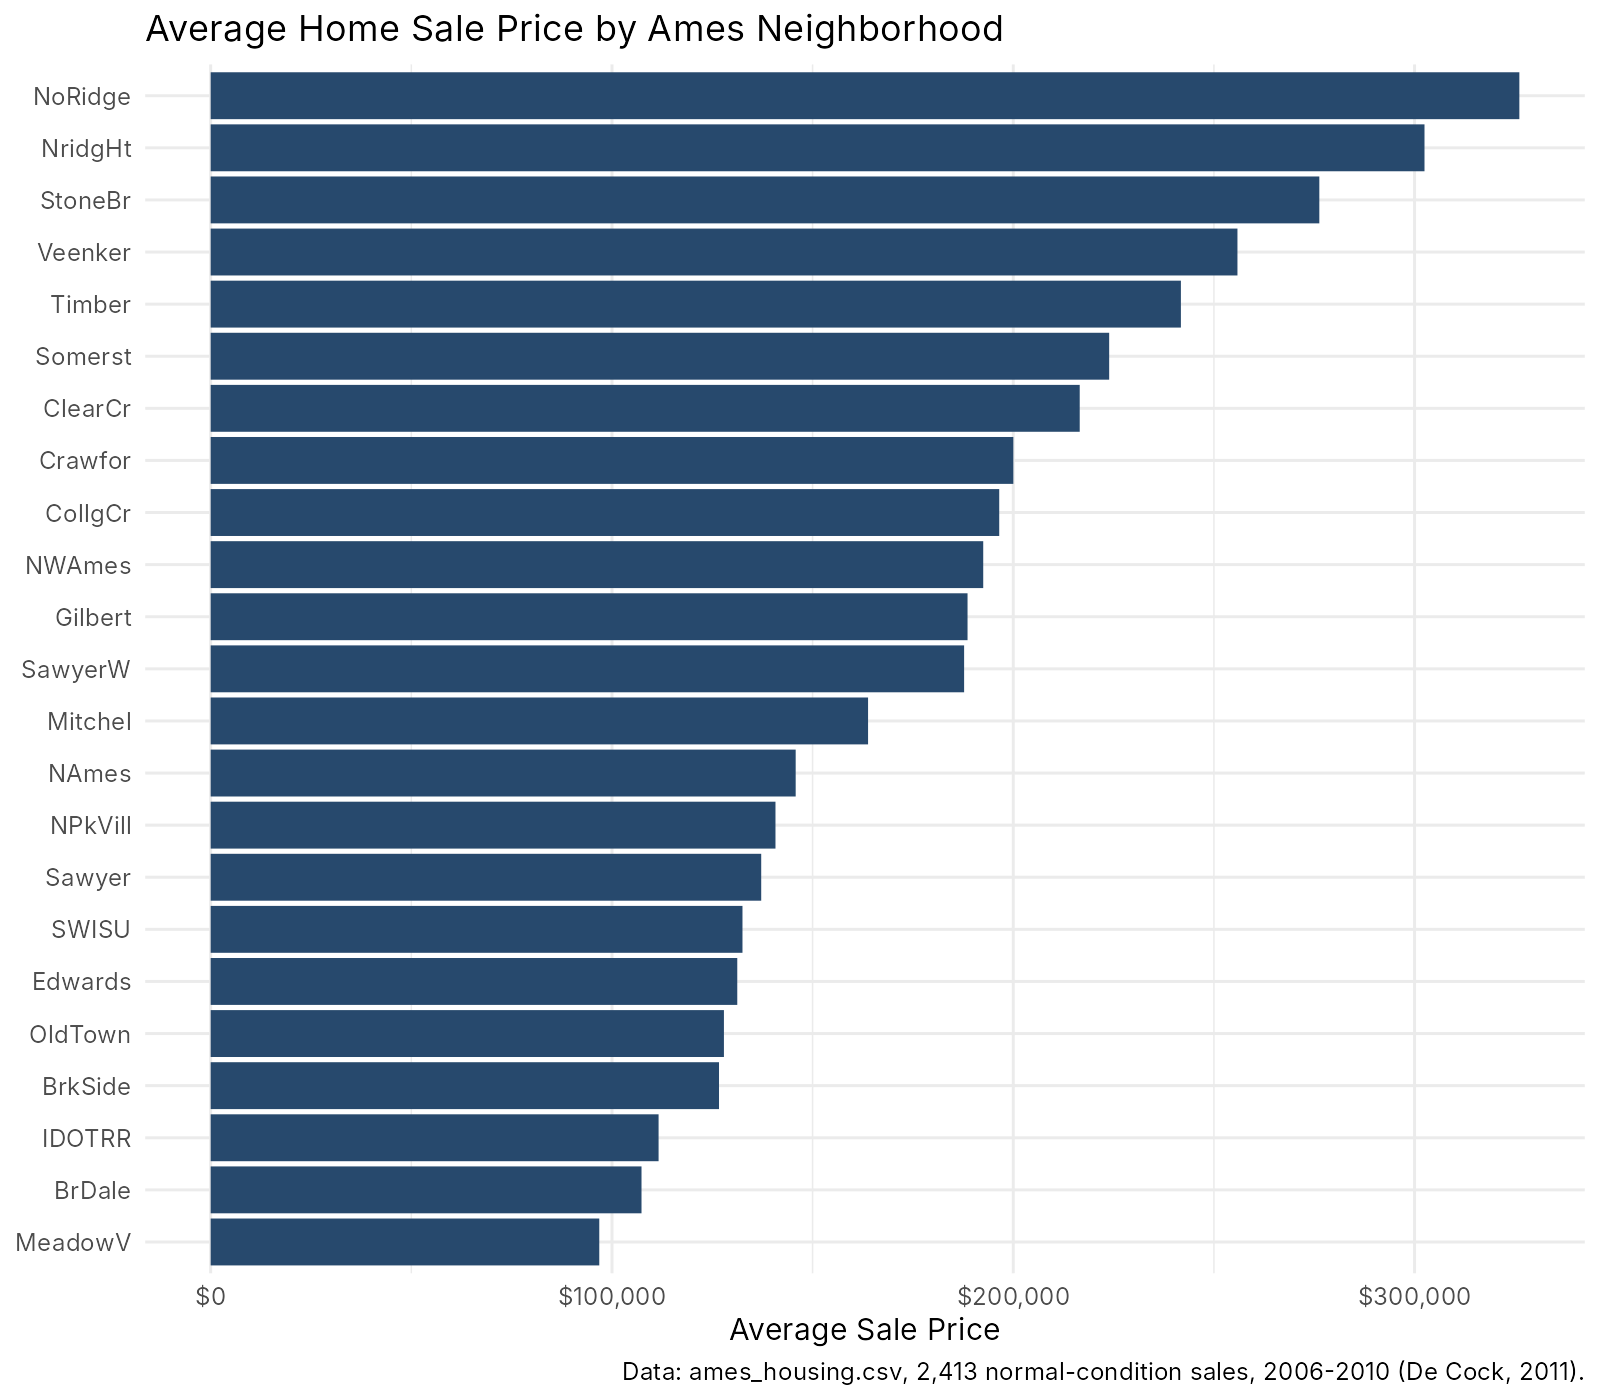 Average Home Sale Price by Ames Neighborhood
NoRidge
NridgHt
StoneBr
Veenker
Timber
Somerst
ClearCr
Crawfor
CollgCr
NWAmes
Gilbert
SawyerW
Mitchel
NAmes
NPkVill
Sawyer
SWISU
Edwards
OldTown
BrkSide
IDOTRR
BrDale
MeadowV
$0 $100,000 $200,000 $300,000
Average Sale Price
Data: ames_housing.csv, 2,413 normal-condition sales, 2006-2010 (De Cock, 2011).